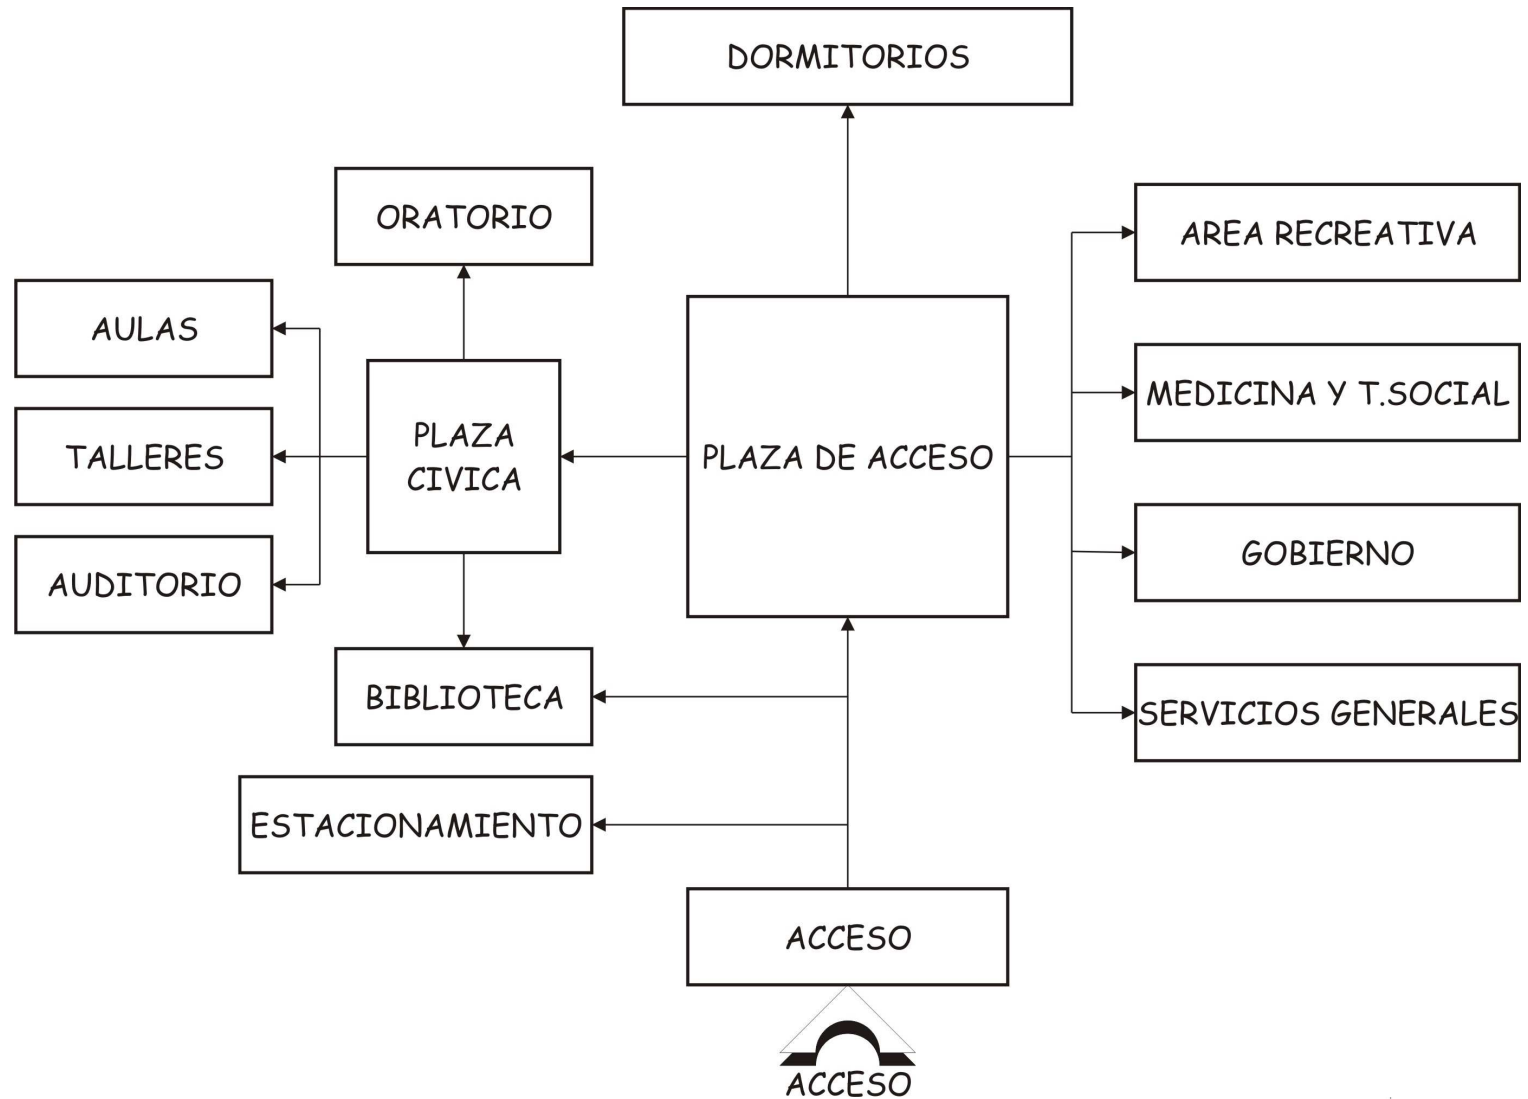 DORMITORIOS
ORATORIO
AREA RECREATIVA
AULAS
MEDICINA Y T.SOCIAL
PLAZA
CIVICA
TALLERES
PLAZA DE ACCESO
GOBIERNO
AUDITORIO
BIBLIOTECA
SERVICIOS GENERALES
ESTACIONAMIENTO
ACCESO
ACCESO